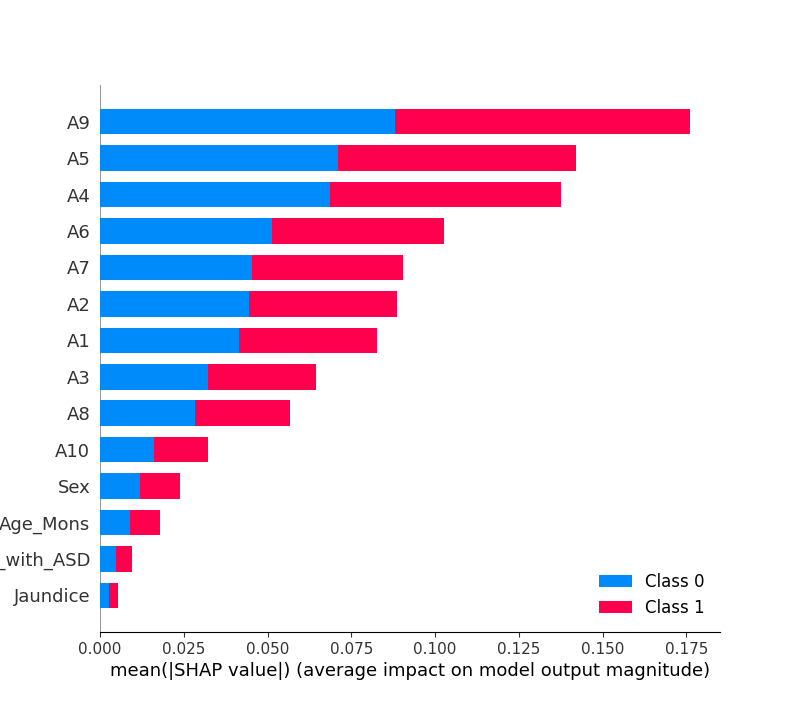 A9
A5
A4
A6
A7
A2
A1
A3
A8
A10
Sex
Age_Mons
_with_ASD
Jaundice
Class 0
Class 1
0.000 0.025 0.050 0.075 0.100 0.125 0.150 0.175
mean(|SHAP value|) (average impact on model output magnitude)